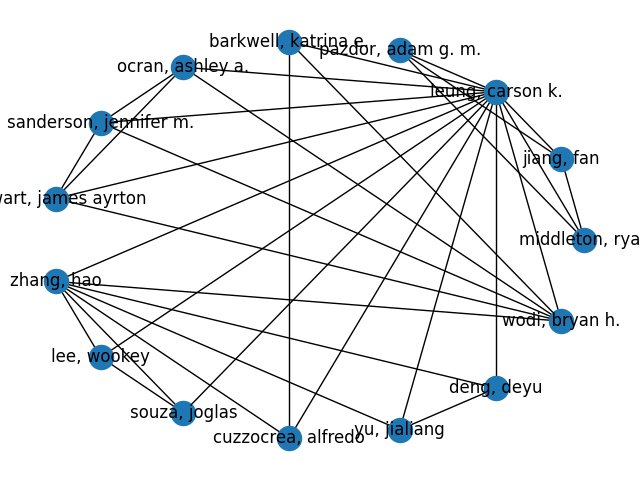 barkwell, katrina e.
pazdor, adam g. m.
ocran, ashley a.
leung, carson k.
sanderson, jennifer m.
jiang, fan
wart, james ayrton
middleton, rya
zhang, hao
wodi, bryan h.
lee, wookey
deng, deyu
souza, joglas
yu, jialiang
cuzzocrea, alfredo